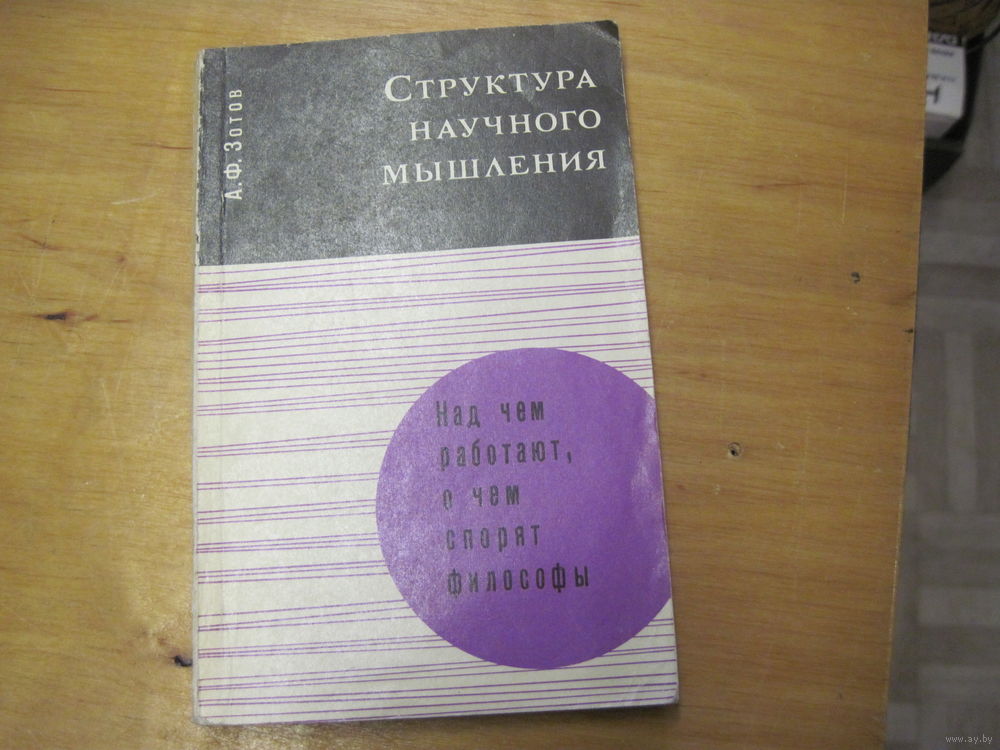 А.Ф. Зотов
Структура
научного
мышления
Над чем
работают,
о чем
спорят
философы
www.ay.by